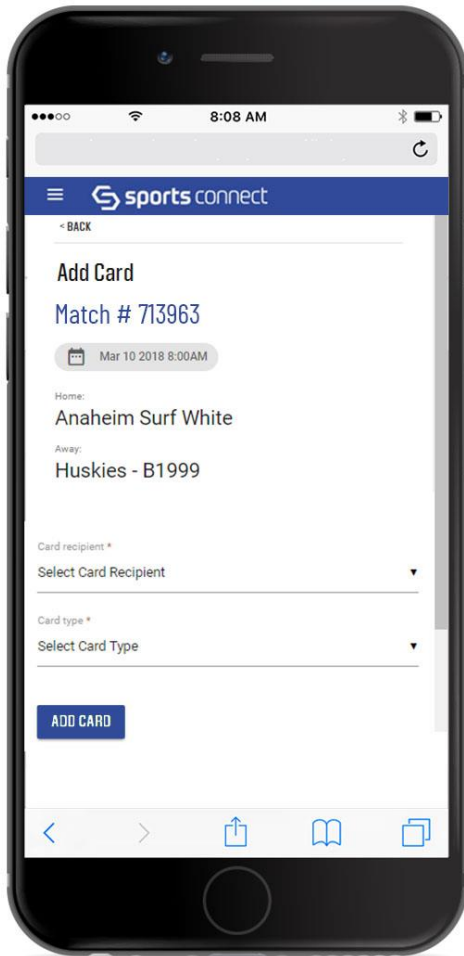 8:08 AM
sports connect
< BACK
Add Card
Match # 713963
Mar 10 2018 8:00AM
Home:
Anaheim Surf White
Away:
Huskies - B1999
Card recipient *
Select Card Recipient
Card type *
Select Card Type
ADD CARD